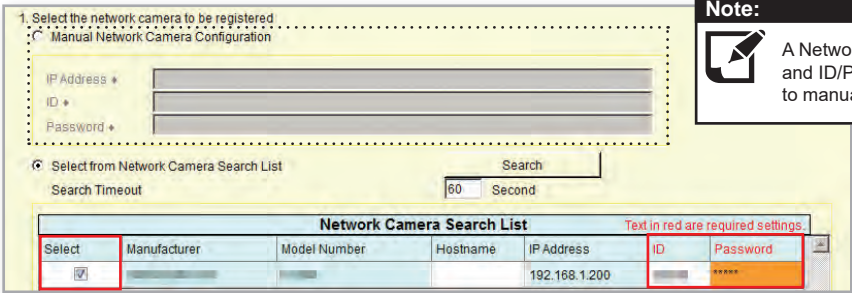 1. Select the network camera to be registered
Manual Network Camera Configuration
IP Address
ID
Password
Note:
A Netwo
and ID/P
to manua
Select from Network Camera Search List
Search
Search Timeout
60 Second
Network Camera Search List Text in red are required settings.
Select Manufacturer Model Number Hostname IP Address ID Password
192.168.1.200 *****